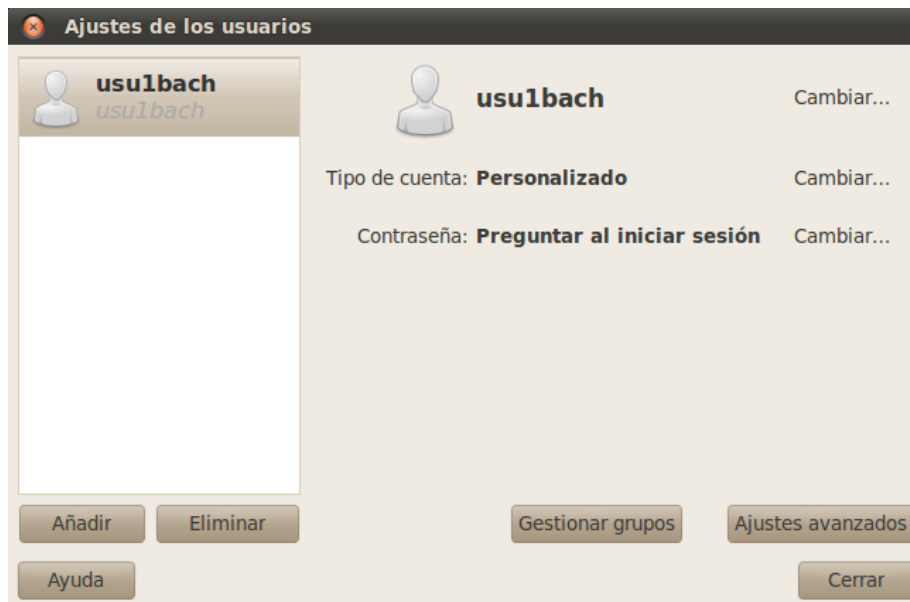 Ajustes de los usuarios
usu1bach
usu1bach
usu1bach Cambiar...
Tipo de cuenta: Personalizado Cambiar...
Contraseña: Preguntar al iniciar sesión Cambiar...
Añadir Eliminar Gestionar grupos Ajustes avanzados
Ayuda Cerrar